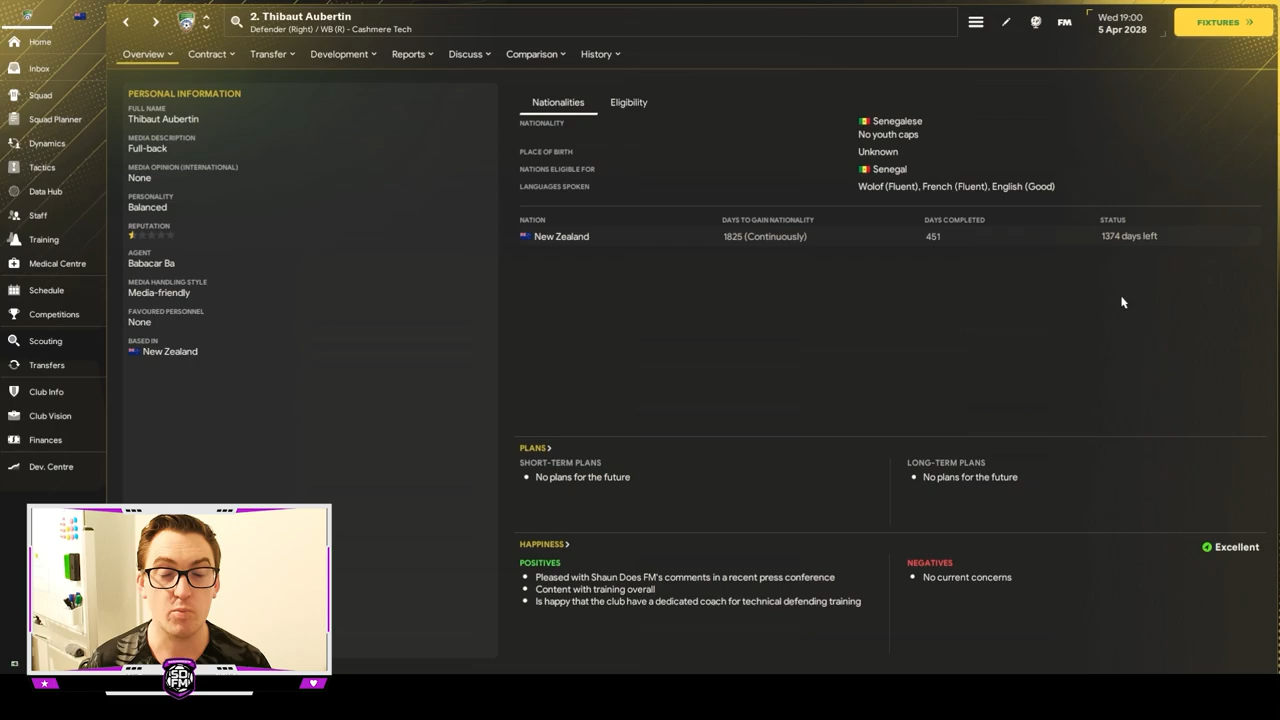 2. Thibaut Aubertin
Defender (Right) / WB (R) - Cashmere Tech
FM
Wed 19:00
5 Apr 2028
FIXTURES
Home
Inbox
Squad
Squad Planner
Dynamics
Tactics
Data Hub
Staff
Training
Medical Centre
Schedule
Competitions
Scouting
Transfers
Club Info
Club Vision
Finances
Dev. Centre
Overview
Contract
Transfer
Development
Reports
Discuss
Comparison
History
PERSONAL INFORMATION
FULL NAME
Thibaut Aubertin
MEDIA DESCRIPTION
Full-back
MEDIA OPINION (INTERNATIONAL)
None
PERSONALITY
Balanced
REPUTATION
AGENT
Babacar Ba
MEDIA HANDLING STYLE
Media-friendly
FAVOURED PERSONNEL
None
BASED IN
New Zealand
Nationalities
Eligibility
NATIONALITY
Senegalese
No youth caps
PLACE OF BIRTH
Unknown
NATIONS ELIGIBLE FOR
Senegal
LANGUAGES SPOKEN
Wolof (Fluent), French (Fluent), English (Good)
NATION DAYS TO GAIN NATIONALITY DAYS COMPLETED STATUS
New Zealand 1825 (Continuously) 451 1374 days left
PLANS
SHORT-TERM PLANS
No plans for the future
LONG-TERM PLANS
No plans for the future
HAPPINESS
Excellent
POSITIVES
Pleased with Shaun Does FM's comments in a recent press conference
Content with training overall
Is happy that the club have a dedicated coach for technical defending training
NEGATIVES
No current concerns
SD
FM